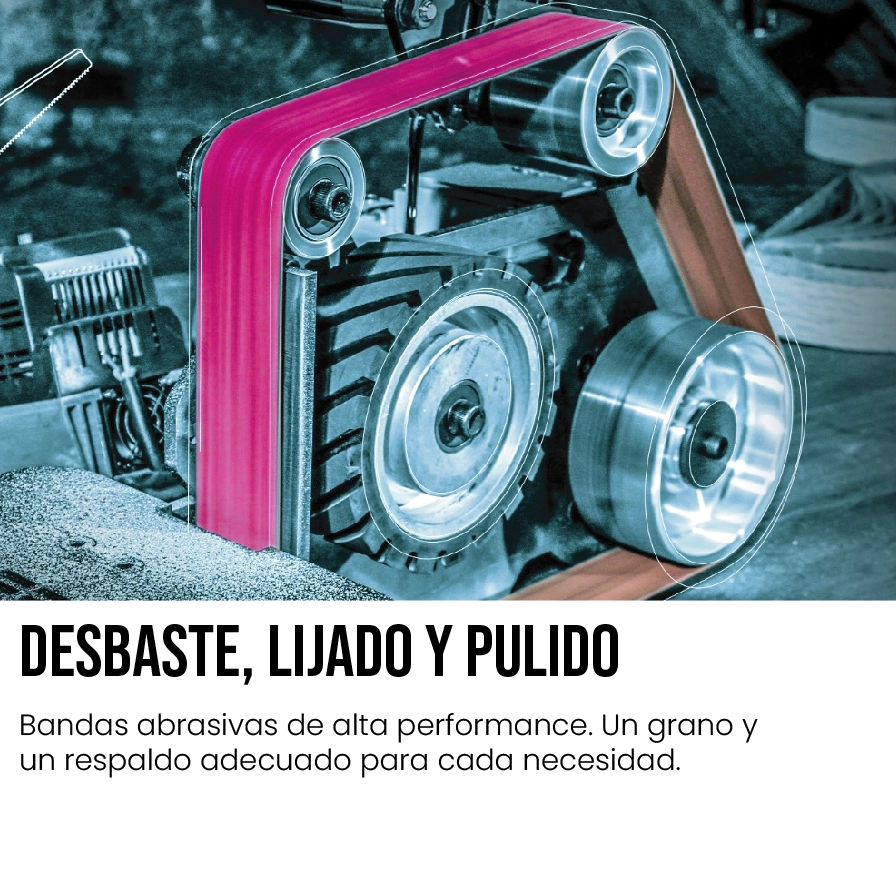 DESBASTE, LIJADO Y PULIDO
Bandas abrasivas de alta performance. Un grano y
un respaldo adecuado para cada necesidad.